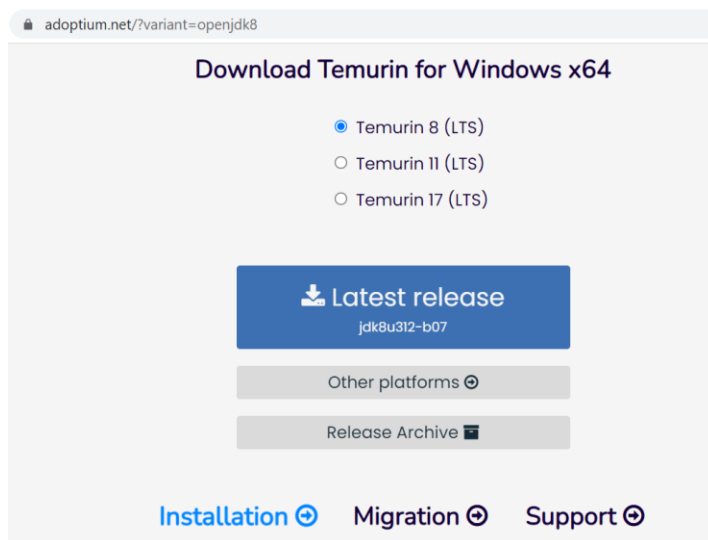 adoptium.net/?variant=openjdk8
Download Temurin for Windows x64
Temurin 8 (LTS)
Temurin 11 (LTS)
Temurin 17 (LTS)
Latest release
jdk8u312-b07
Other platforms
Release Archive
Installation Migration Support